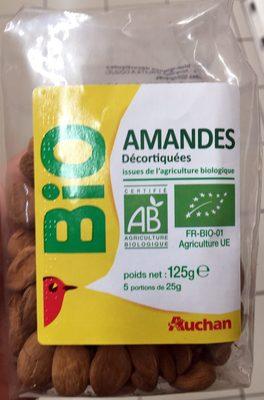 BiO
AMANDES
Décortiquées
issues de l'agriculture biologique
CERTIFIÉ
AB
AGRICULTURE
BIOLOGIQUE
FR-BIO-01
Agriculture UE
poids net : 125g e
5 portions de 25g
Auchan